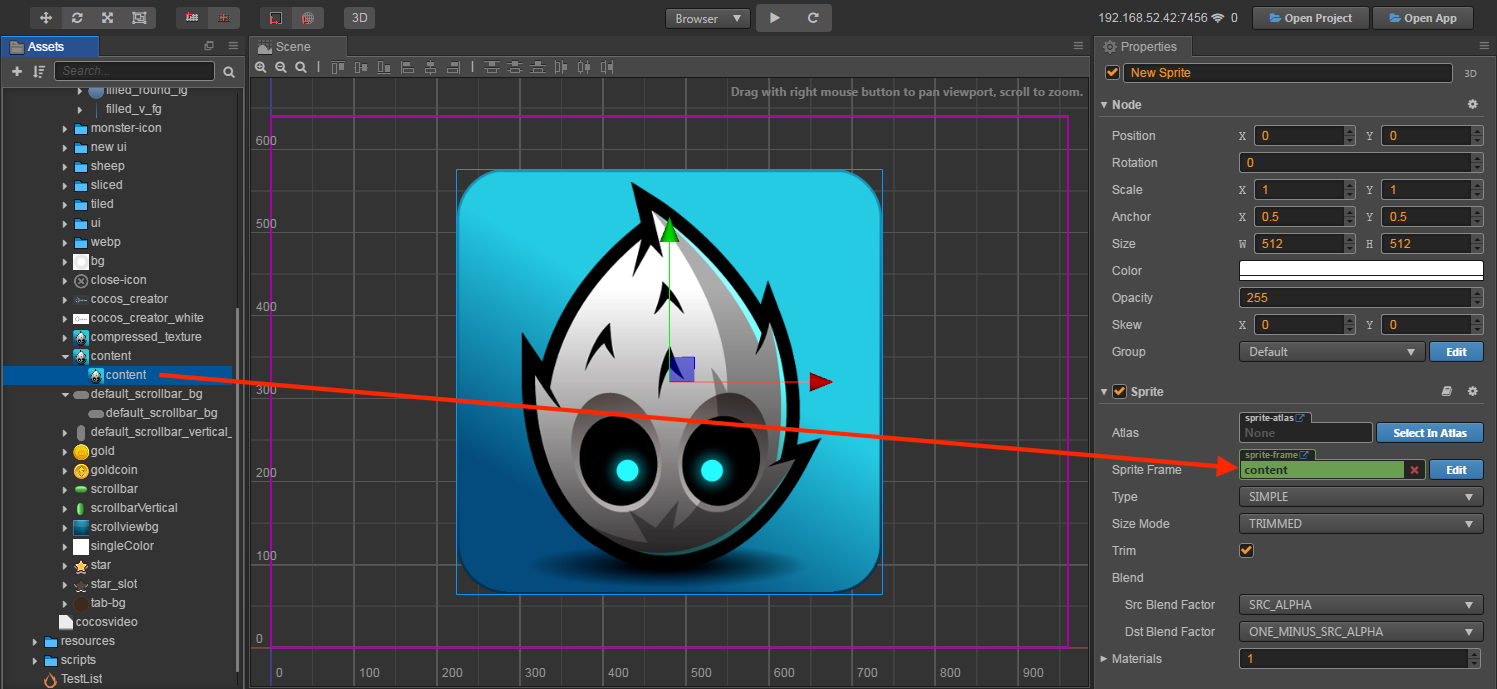 3D
Browser
192.168.52.42:7456 0
Open Project
Open App
Assets
Search...
filled_round_fg
filled_v_fg
monster-icon
new ui
sheep
sliced
tiled
ui
webp
bg
close-icon
cocos_creator
cocos_creator_white
compressed_texture
content
content
default_scrollbar_bg
default_scrollbar_bg
default_scrollbar_vertical_
gold
goldcoin
scrollbar
scrollbarVertical
scrollviewbg
singleColor
star
star_slot
tab-bg
cocosvideo
resources
scripts
TestList
Scene
Drag with right mouse button to pan viewport, scroll to zoom.
600
500
400
300
200
100
0
0 100 200 300 400 500 600 700 800 900
Properties
New Sprite 3D
Node
Position X 0 Y 0
Rotation 0
Scale X 1 Y 1
Anchor X 0.5 Y 0.5
Size W 512 H 512
Color
Opacity 255
Skew X 0 Y 0
Group Default Edit
Sprite
sprite-atlas
Atlas None Select In Atlas
sprite-frame
Sprite Frame content Edit
Type SIMPLE
Size Mode TRIMMED
Trim
Blend
Src Blend Factor SRC_ALPHA
Dst Blend Factor ONE_MINUS_SRC_ALPHA
Materials 1